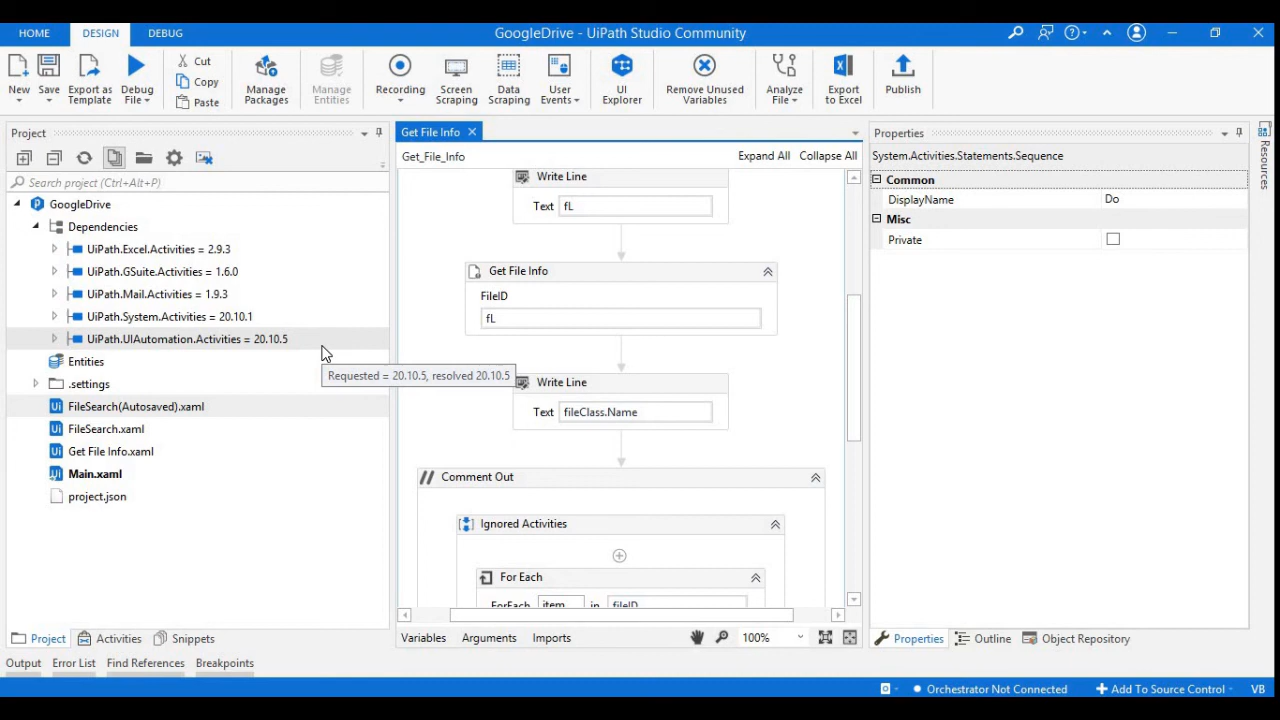 HOME DESIGN DEBUG GoogleDrive - UiPath Studio Community
Cut
Copy
Paste
New Save Export as Template Debug File Manage Packages Manage Entities Recording Screen Scraping Data Scraping User Events UI Explorer Remove Unused Variables Analyze File Export to Excel Publish
Project
Search project (Ctrl+Alt+P)
GoogleDrive
Dependencies
UiPath.Excel.Activities = 2.9.3
UiPath.GSuite.Activities = 1.6.0
UiPath.Mail.Activities = 1.9.3
UiPath.System.Activities = 20.10.1
UiPath.UIAutomation.Activities = 20.10.5
Requested = 20.10.5, resolved 20.10.5
Entities
.settings
FileSearch(Autosaved).xaml
FileSearch.xaml
Get File Info.xaml
Main.xaml
project.json
Project Activities Snippets
Get File Info
Get_File_Info Expand All Collapse All
Write Line
Text fL
Get File Info
FileID
fL
Write Line
Text fileClass.Name
// Comment Out
Ignored Activities
For Each
ForEach item in fileID
Variables Arguments Imports 100%
Properties
System.Activities.Statements.Sequence
Common
DisplayName Do
Misc
Private
Resources
Properties Outline Object Repository
Output Error List Find References Breakpoints
Orchestrator Not Connected Add To Source Control VB